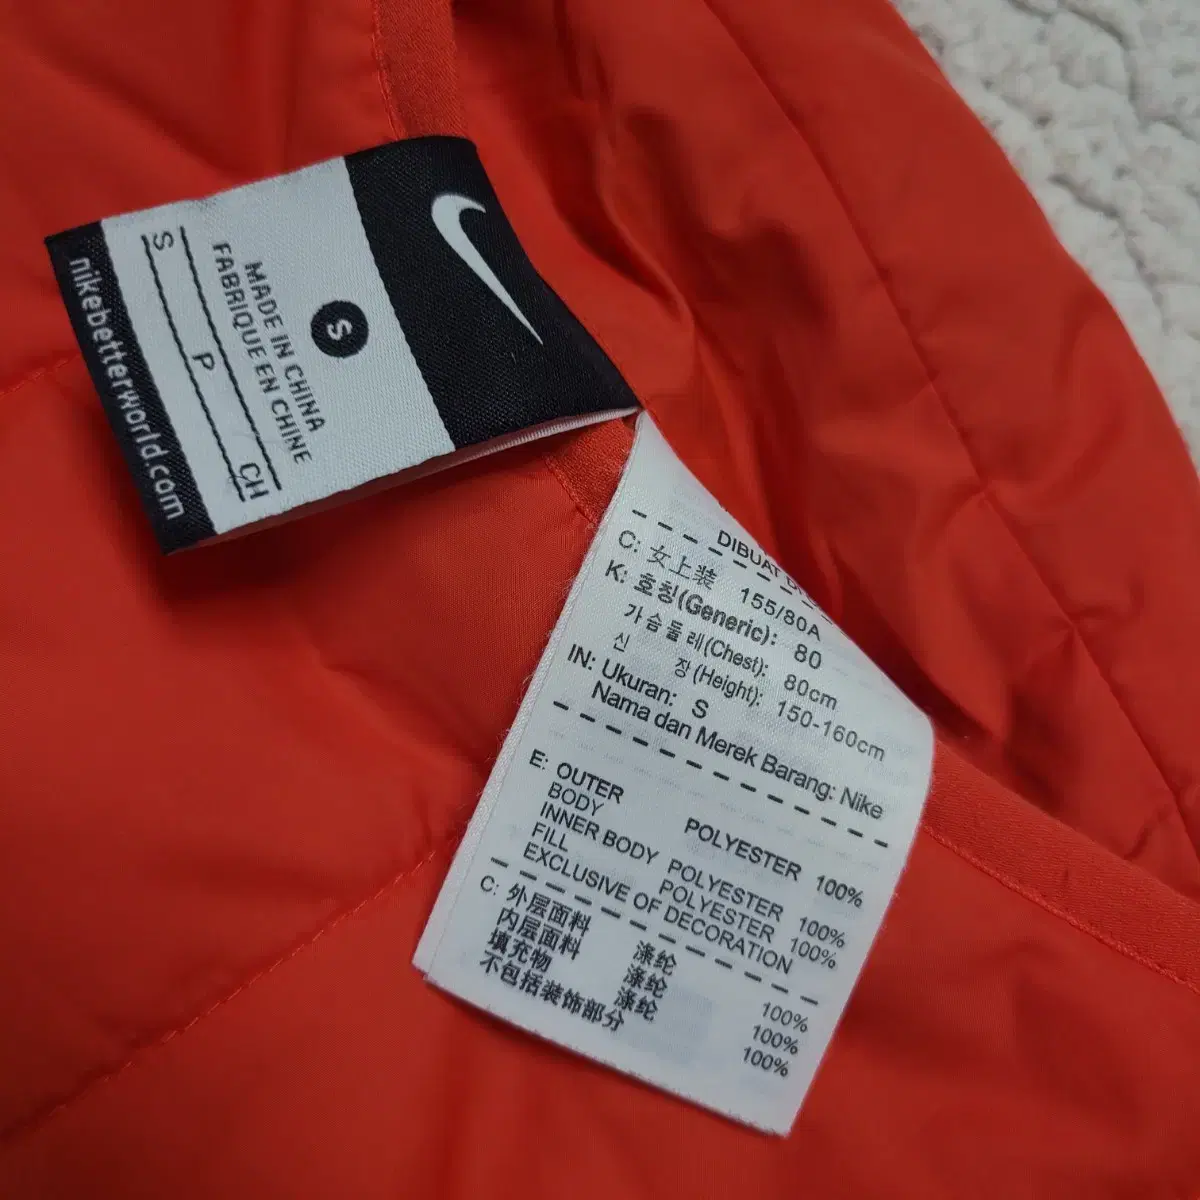 S
MADE IN CHINA
FABRIQUE EN CHINE
S P CH
nikebetterworld.com
DIBUAT
C: 女上装 155/80A
K: 호칭(Generic): 80
가슴둘레(Chest): 80cm
신 장(Height): 150-160cm
IN: Ukuran: S
Nama dan Merek Barang: Nike
E: OUTER
BODY POLYESTER 100%
INNER BODY POLYESTER 100%
FILL POLYESTER 100%
EXCLUSIVE OF DECORATION
C: 外层面料 涤纶 100%
内层面料 涤纶 100%
填充物 涤纶 100%
不包括装饰部分